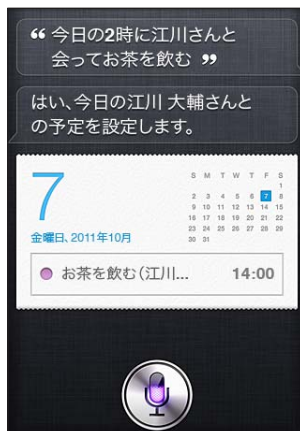 “ 今日の2時に江川さんと
会ってお茶を飲む ”
はい、今日の江川 大輔さんと
の予定を設定します。
7
金曜日、2011年10月
S M T W T F S
1
2 3 4 5 6 7 8
9 10 11 12 13 14 15
16 17 18 19 20 21 22
23 24 25 26 27 28 29
30 31
お茶を飲む(江川... 14:00